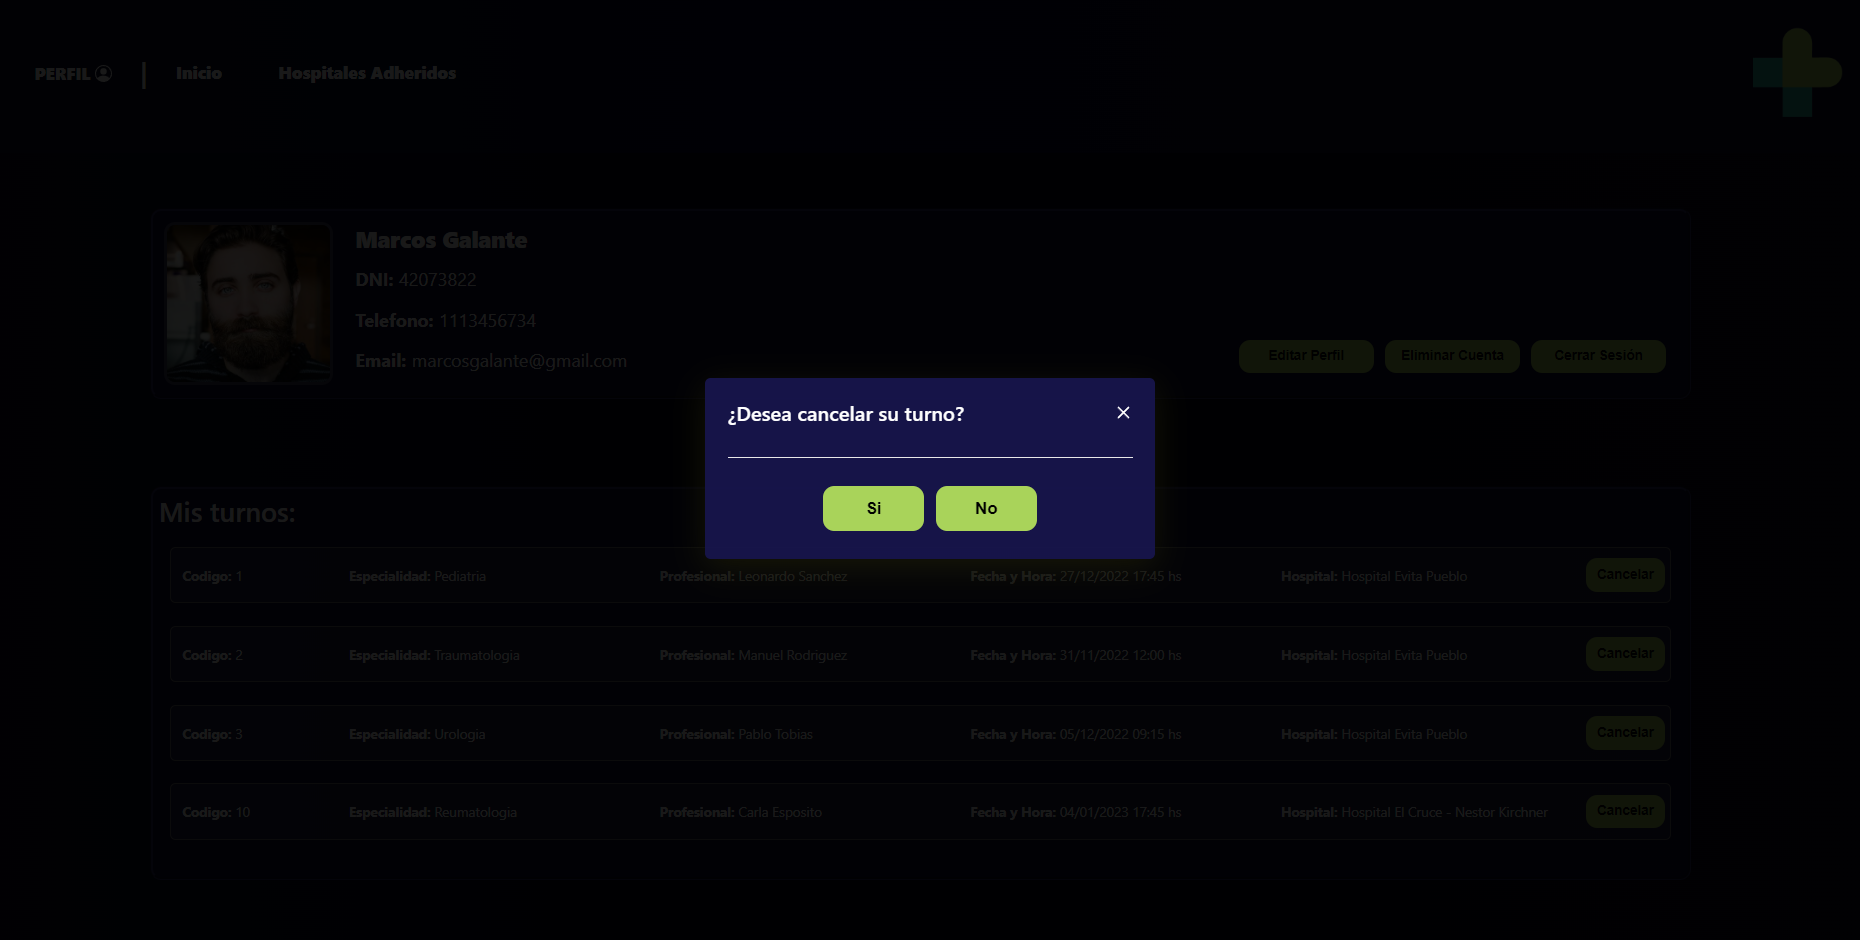 PERFIL | Inicio Hospitales Adheridos
Marcos Galante
DNI: 42073822
Telefono: 1113456734
Email: marcosgalante@gmail.com
Editar Perfil Eliminar Cuenta Cerrar Sesión
¿Desea cancelar su turno?
Si No
Mis turnos:
Codigo: 1 Especialidad: Pediatria Profesional: Leonardo Sanchez Fecha y Hora: 27/12/2022 17:45 hs Hospital: Hospital Evita Pueblo Cancelar
Codigo: 2 Especialidad: Traumatologia Profesional: Manuel Rodriguez Fecha y Hora: 31/11/2022 12:00 hs Hospital: Hospital Evita Pueblo Cancelar
Codigo: 3 Especialidad: Urologia Profesional: Pablo Tobias Fecha y Hora: 05/12/2022 09:15 hs Hospital: Hospital Evita Pueblo Cancelar
Codigo: 10 Especialidad: Reumatologia Profesional: Carla Esposito Fecha y Hora: 04/01/2023 17:45 hs Hospital: Hospital El Cruce - Nestor Kirchner Cancelar